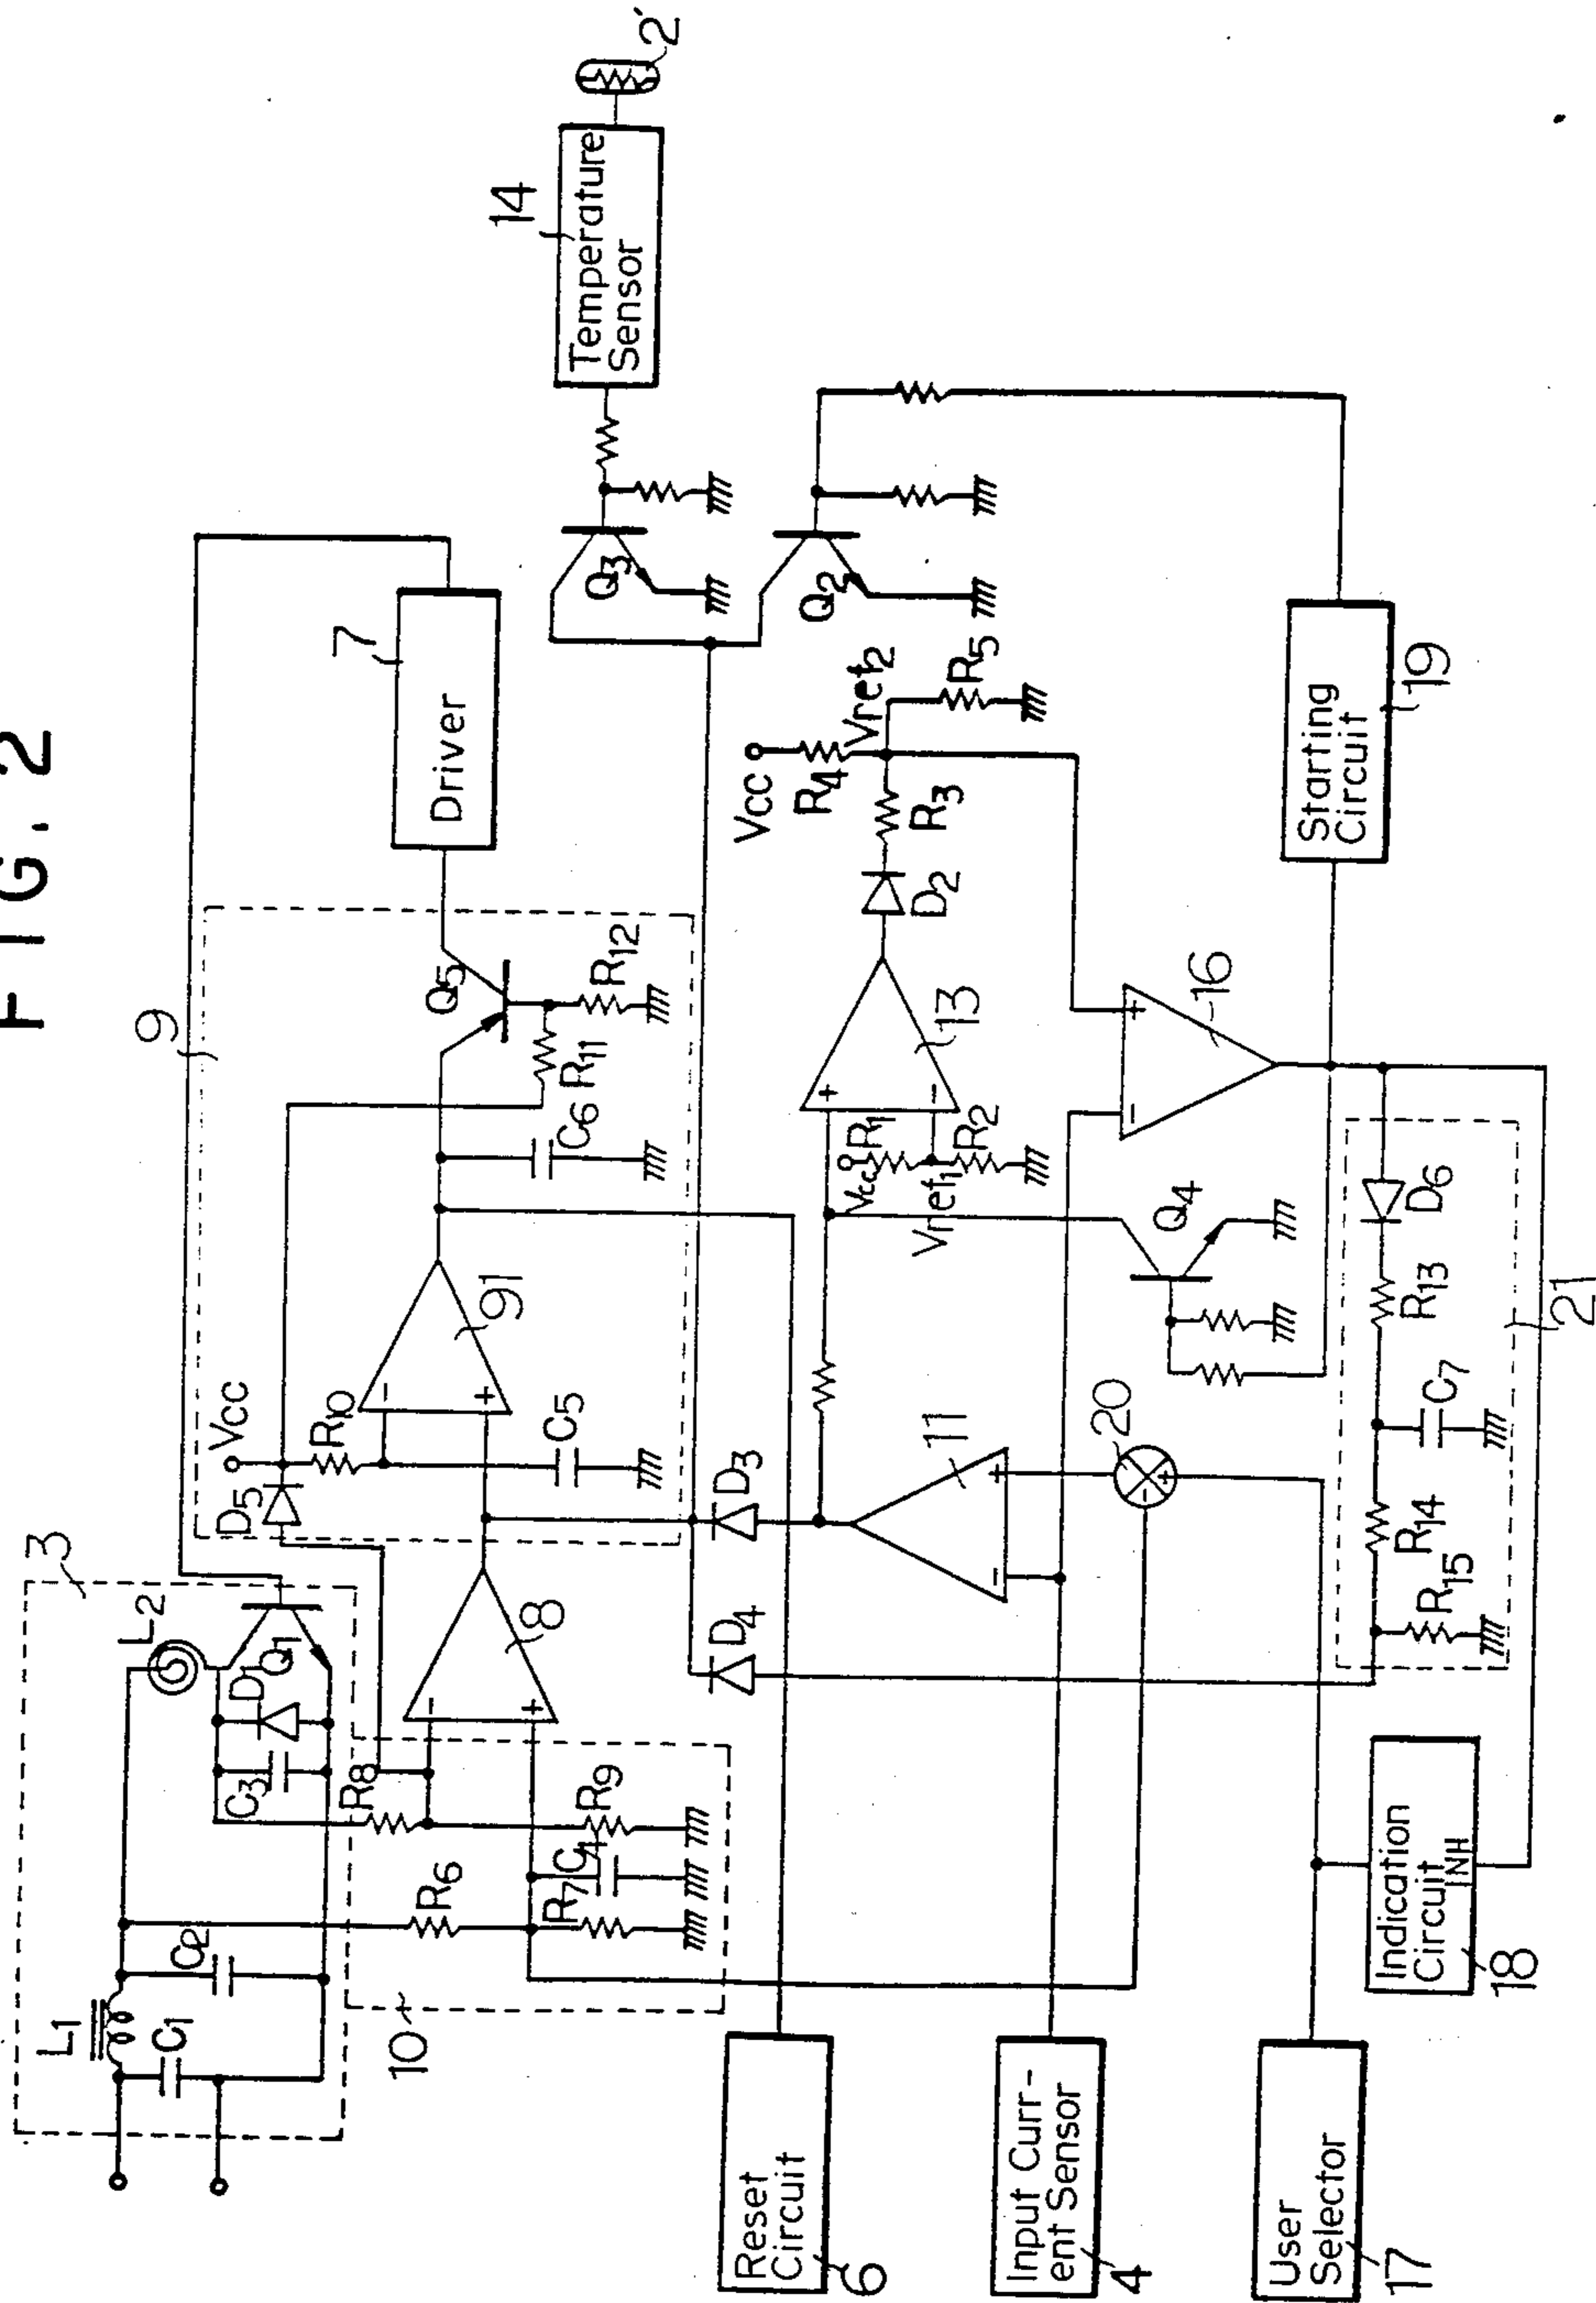 FIG. 2
3
L1
C1
C2
L2
C3
D1
Q1
R6
R8
R7
C4
R9
10
8
9
D5
Vcc
R10
C5
91
C6
R11
Q5
R12
7
Driver
14
Temperature
Sensor
2'
Q3
Q2
Reset
Circuit
6
D4
D3
11
Vcc
R1
Vref1
R2
13
D2
R3
Vcc
R4
Vref2
R5
Input Curr-
ent Sensor
4
20
Q4
16
Starting
Circuit
19
User
Selector
17
Indication
Circuit
INH
18
R15
R14
C7
R13
D6
21